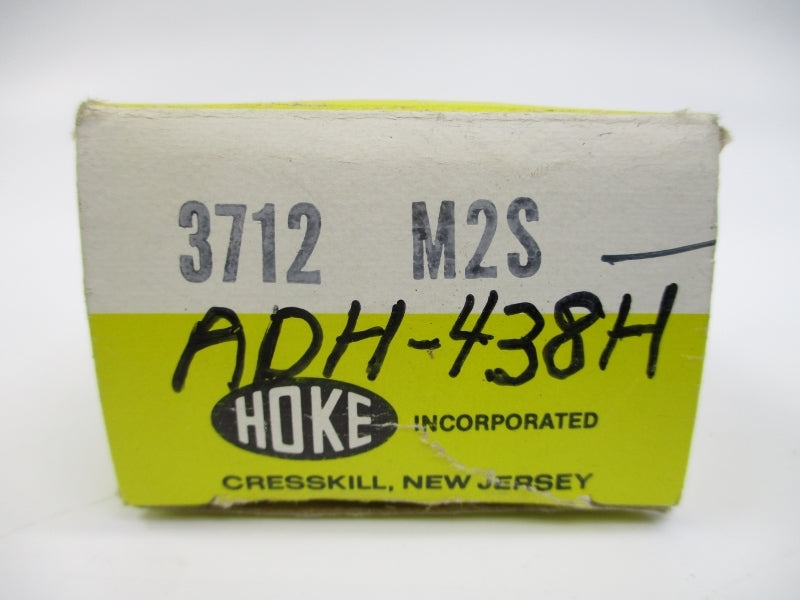 3712 M2S —
ADH-438H
HOKE INCORPORATED
CRESSKILL, NEW JERSEY